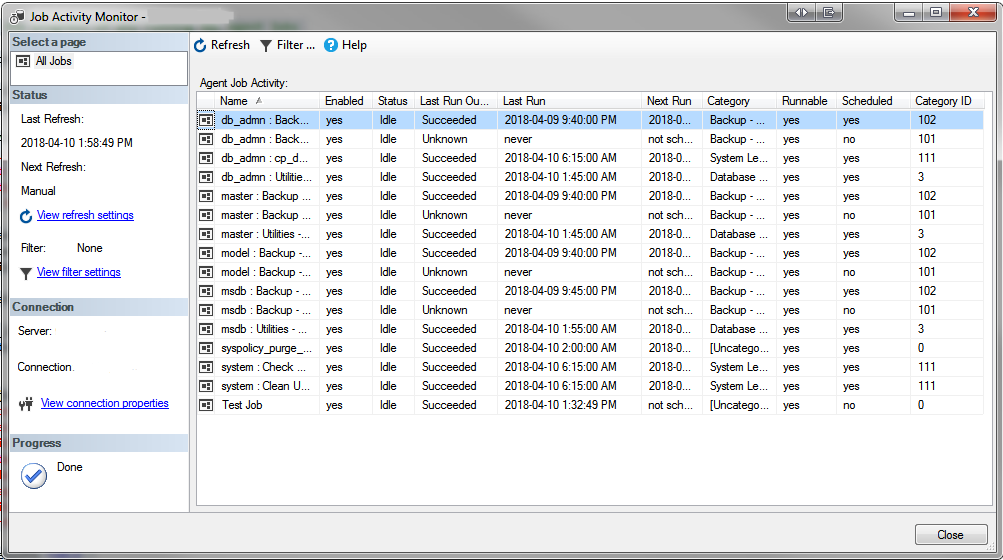 Job Activity Monitor -
Select a page
All Jobs
Status
Last Refresh:
2018-04-10 1:58:49 PM
Next Refresh:
Manual
View refresh settings
Filter: None
View filter settings
Connection
Server:
Connection
View connection properties
Progress
Done
Refresh Filter ... Help
Agent Job Activity:
Name Enabled Status Last Run Ou... Last Run Next Run Category Runnable Scheduled Category ID
db_admn : Back... yes Idle Succeeded 2018-04-09 9:40:00 PM 2018-0... Backup - ... yes yes 102
db_admn : Back... yes Idle Unknown never not sch... Backup - ... yes no 101
db_admn : cp_d... yes Idle Succeeded 2018-04-10 6:15:00 AM 2018-0... System Le... yes yes 111
db_admn : Utilitie... yes Idle Succeeded 2018-04-10 1:45:00 AM 2018-0... Database ... yes yes 3
master : Backup ... yes Idle Succeeded 2018-04-09 9:40:00 PM 2018-0... Backup - ... yes yes 102
master : Backup ... yes Idle Unknown never not sch... Backup - ... yes no 101
master : Utilities -... yes Idle Succeeded 2018-04-10 1:45:00 AM 2018-0... Database ... yes yes 3
model : Backup -... yes Idle Succeeded 2018-04-09 9:40:00 PM 2018-0... Backup - ... yes yes 102
model : Backup -... yes Idle Unknown never not sch... Backup - ... yes no 101
msdb : Backup - ... yes Idle Succeeded 2018-04-09 9:45:00 PM 2018-0... Backup - ... yes yes 102
msdb : Backup - ... yes Idle Unknown never not sch... Backup - ... yes no 101
msdb : Utilities - ... yes Idle Succeeded 2018-04-10 1:55:00 AM 2018-0... Database ... yes yes 3
syspolicy_purge_... yes Idle Succeeded 2018-04-10 2:00:00 AM 2018-0... [Uncatego... yes yes 0
system : Check ... yes Idle Succeeded 2018-04-10 6:15:00 AM 2018-0... System Le... yes yes 111
system : Clean U... yes Idle Succeeded 2018-04-10 6:15:00 AM 2018-0... System Le... yes yes 111
Test Job yes Idle Succeeded 2018-04-10 1:32:49 PM not sch... [Uncatego... yes no 0
Close